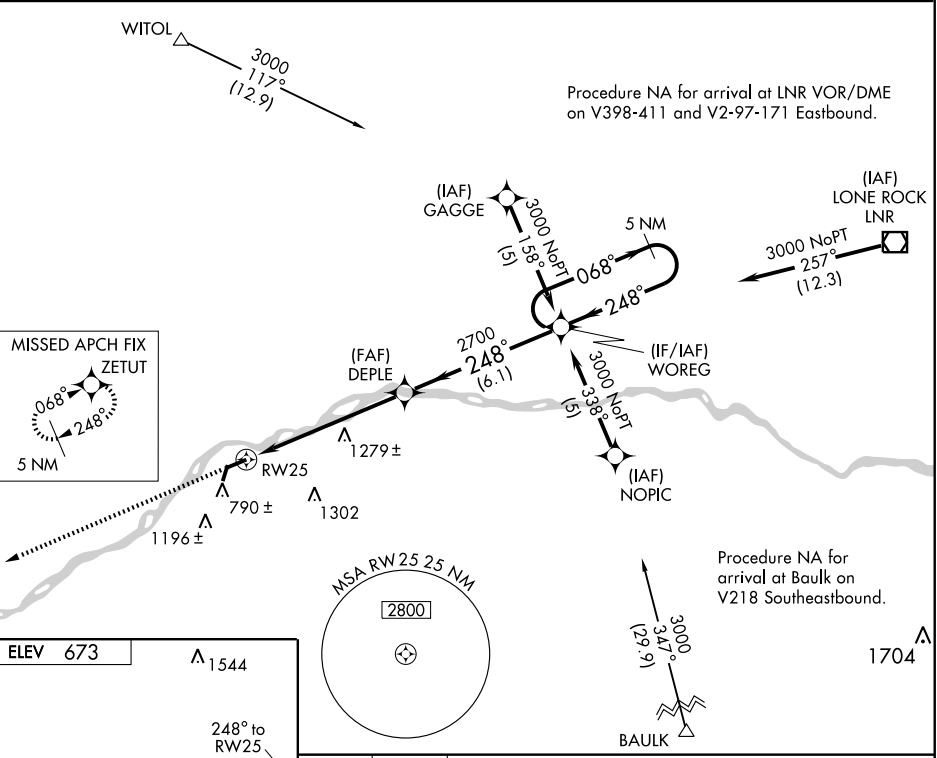 WITOL
3000
117°
(12.9)
Procedure NA for arrival at LNR VOR/DME
on V398-411 and V2-97-171 Eastbound.
(IAF)
GAGGE
3000 NoPT
158°
(5)
5 NM
068°
248°
(IAF)
LONE ROCK
LNR
3000 NoPT
257°
(12.3)
MISSED APCH FIX
ZETUT
068°
248°
5 NM
(FAF)
DEPLE
2700
248°
(6.1)
(IF/IAF)
WOREG
3000 NoPT
338°
(5)
(IAF)
NOPIC
1279 ±
RW25
790 ±
1302
1196 ±
MSA RW 25 25 NM
2800
Procedure NA for
arrival at Baulk on
V218 Southeastbound.
3000
347°
(29.9)
BAULK
1704
ELEV 673
1544
248° to
RW25